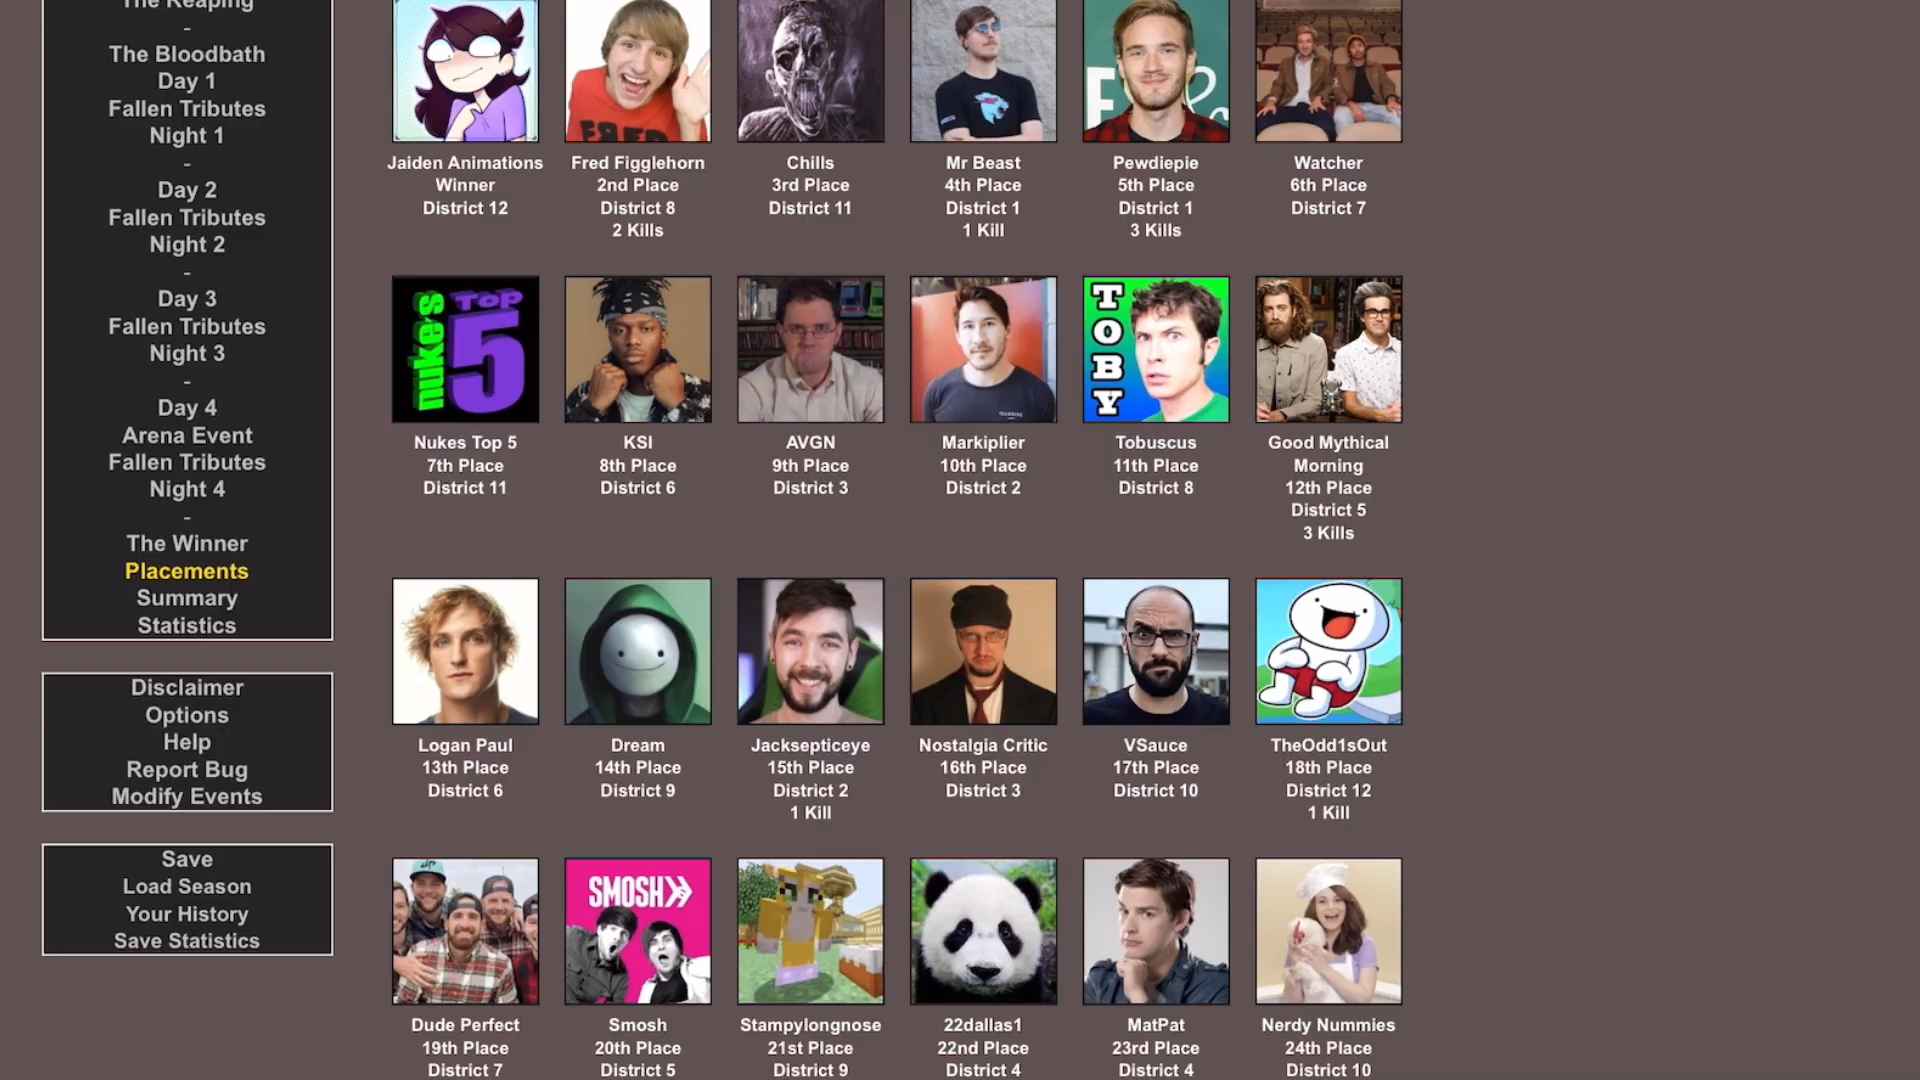 The Reaping
-
The Bloodbath
Day 1
Fallen Tributes
Night 1
-
Day 2
Fallen Tributes
Night 2
-
Day 3
Fallen Tributes
Night 3
-
Day 4
Arena Event
Fallen Tributes
Night 4
-
The Winner
Placements
Summary
Statistics
Disclaimer
Options
Help
Report Bug
Modify Events
Save
Load Season
Your History
Save Statistics
FRED
Jaiden Animations
Winner
District 12
Fred Figglehorn
2nd Place
District 8
2 Kills
Chills
3rd Place
District 11
Mr Beast
4th Place
District 1
1 Kill
Pewdiepie
5th Place
District 1
3 Kills
Watcher
6th Place
District 7
nuke's
TOP
5
TOBY
Nukes Top 5
7th Place
District 11
KSI
8th Place
District 6
AVGN
9th Place
District 3
Markiplier
10th Place
District 2
Tobuscus
11th Place
District 8
Good Mythical
Morning
12th Place
District 5
3 Kills
Logan Paul
13th Place
District 6
Dream
14th Place
District 9
Jacksepticeye
15th Place
District 2
1 Kill
Nostalgia Critic
16th Place
District 3
VSauce
17th Place
District 10
TheOdd1sOut
18th Place
District 12
1 Kill
SMOSH
Dude Perfect
19th Place
District 7
Smosh
20th Place
District 5
Stampylongnose
21st Place
District 9
22dallas1
22nd Place
District 4
MatPat
23rd Place
District 4
Nerdy Nummies
24th Place
District 10